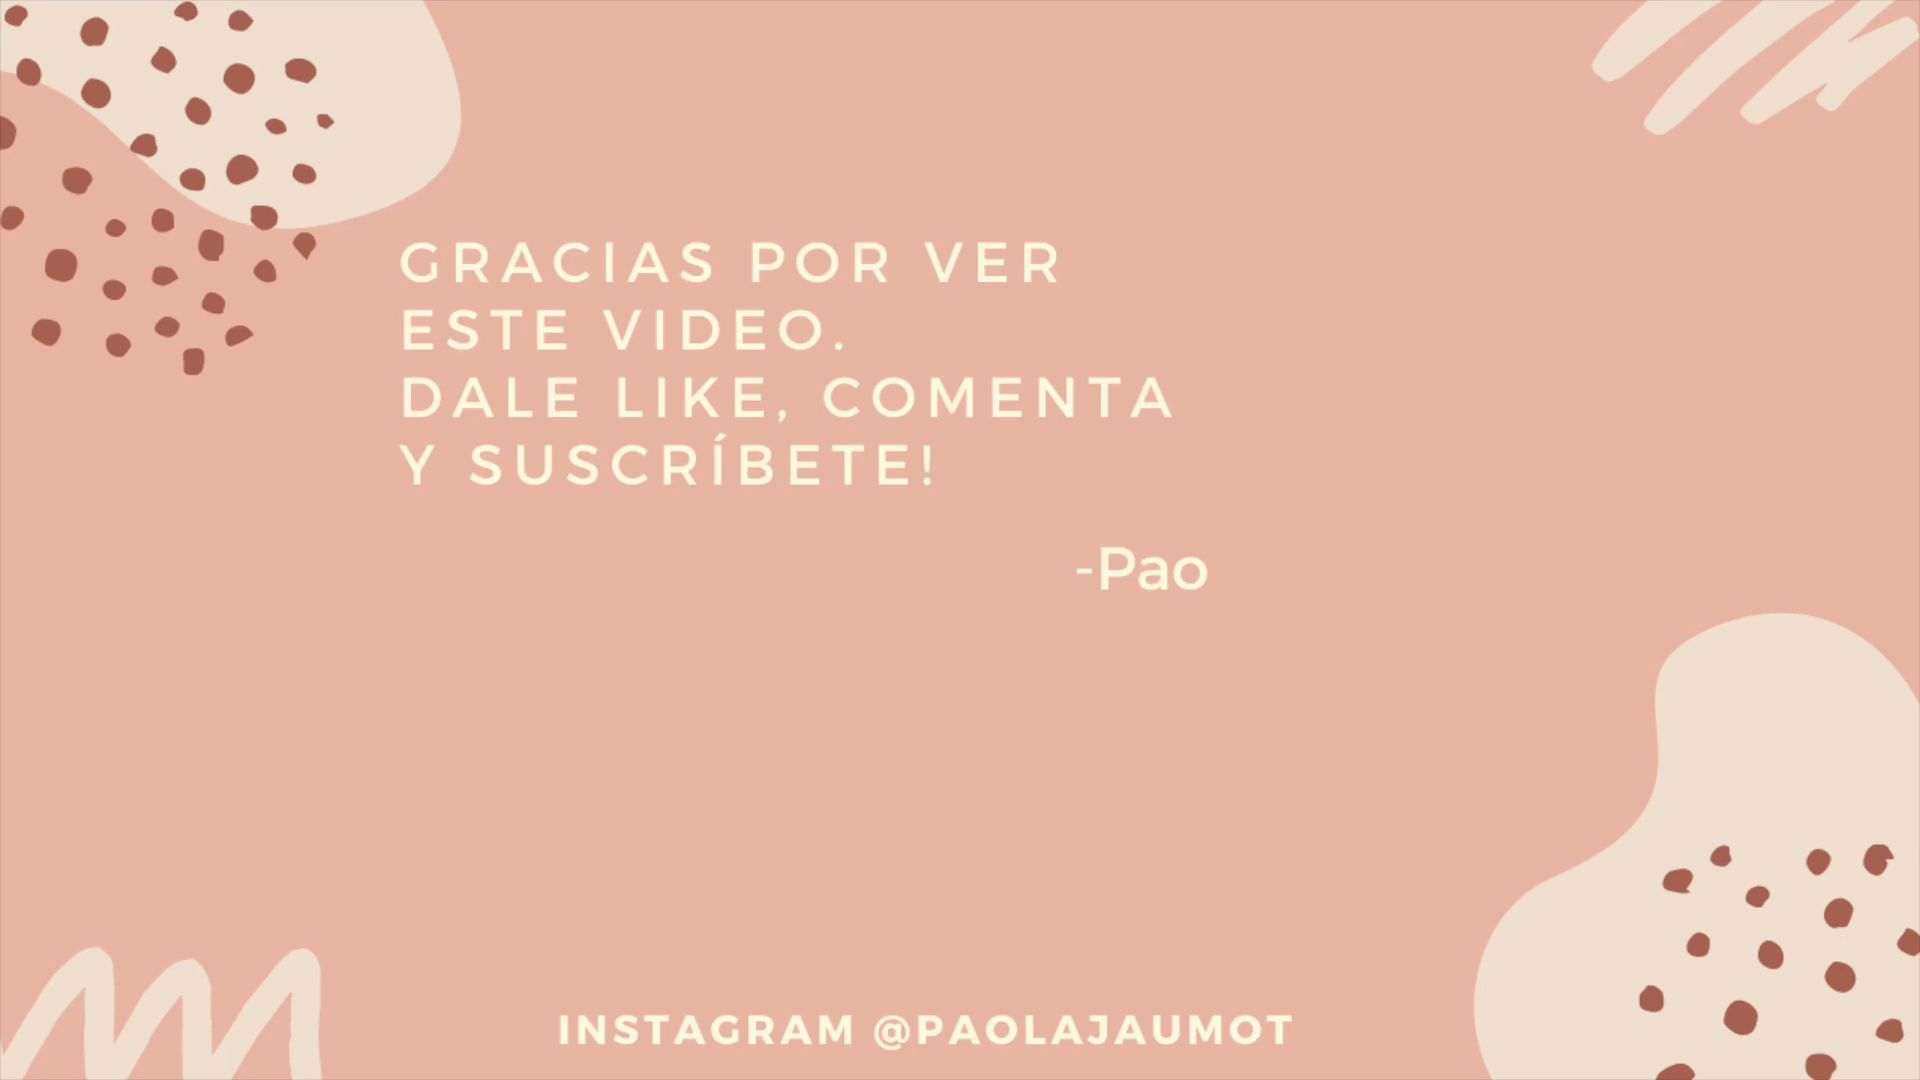 GRACIAS POR VER
ESTE VIDEO.
DALE LIKE, COMENTA
Y SUSCRÍBETE!
-Pao
INSTAGRAM @PAOLAJAUMOT